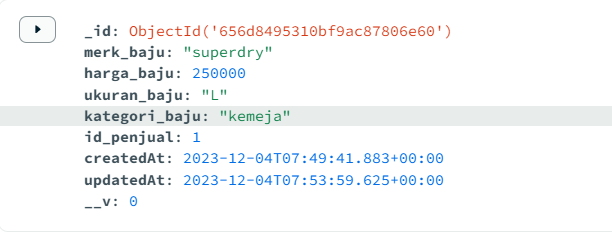 _id: ObjectId('656d8495310bf9ac87806e60')
merk_baju: "superdry"
harga_baju: 250000
ukuran_baju: "L"
kategori_baju: "kemeja"
id_penjual: 1
createdAt: 2023-12-04T07:49:41.883+00:00
updatedAt: 2023-12-04T07:53:59.625+00:00
__v: 0